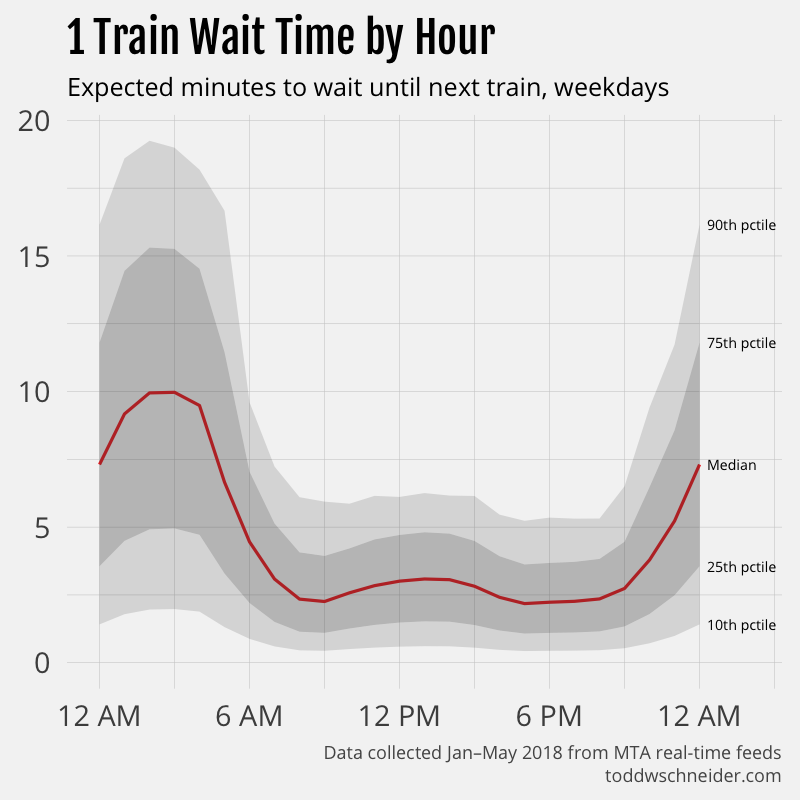 1 Train Wait Time by Hour
Expected minutes to wait until next train, weekdays
20
15
10
5
0
90th pctile
75th pctile
Median
25th pctile
10th pctile
12 AM 6 AM 12 PM 6 PM 12 AM
Data collected Jan–May 2018 from MTA real-time feeds
toddwschneider.com